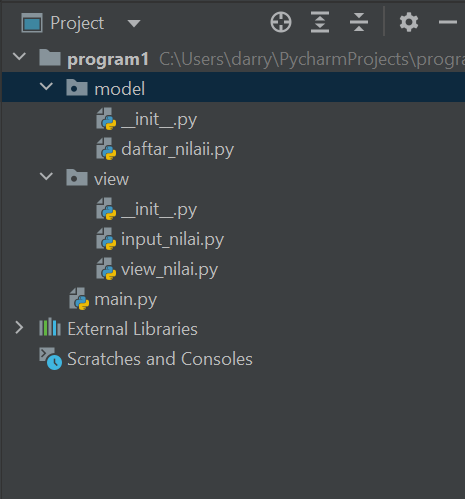 Project
program1 C:\Users\darry\PycharmProjects\progra
model
__init__.py
daftar_nilaii.py
view
__init__.py
input_nilai.py
view_nilai.py
main.py
External Libraries
Scratches and Consoles